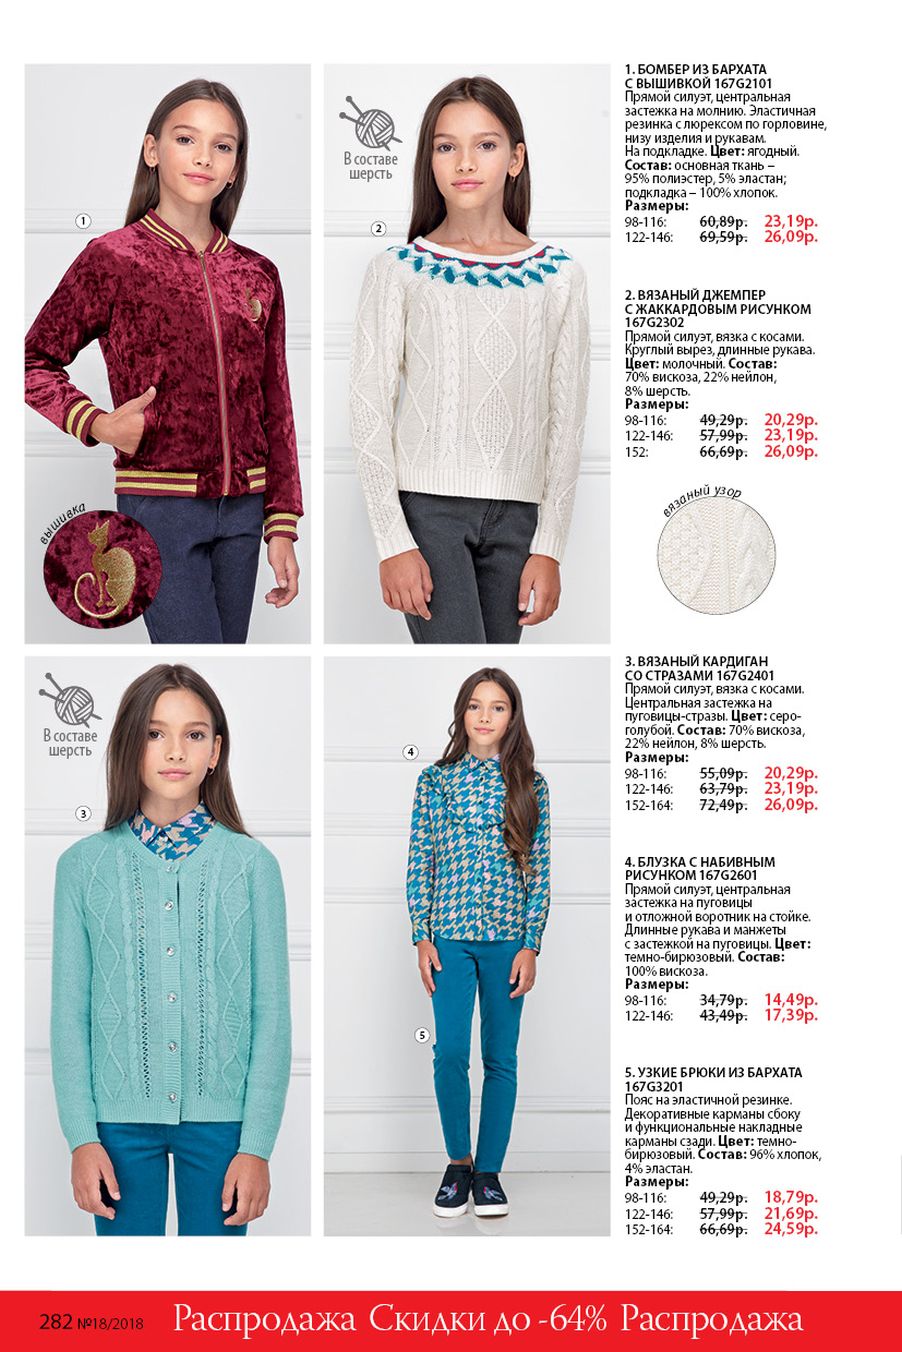 1. БОМБЕР ИЗ БАРХАТА
С ВЫШИВКОЙ 167G2101
Прямой силуэт, центральная
застежка на молнию. Эластичная
резинка с люрексом по горловине,
низу изделия и рукавам.
На подкладке. Цвет: ягодный.
Состав: основная ткань –
95% полиэстер, 5% эластан;
подкладка – 100% хлопок.
Размеры:
98-116: 60,89р. 23,19р.
122-146: 69,59р. 26,09р.
1
вышивка
В составе
шерсть
2
2. ВЯЗАНЫЙ ДЖЕМПЕР
С ЖАККАРДОВЫМ РИСУНКОМ
167G2302
Прямой силуэт, вязка с косами.
Круглый вырез, длинные рукава.
Цвет: молочный. Состав:
70% вискоза, 22% нейлон,
8% шерсть.
Размеры:
98-116: 49,29р. 20,29р.
122-146: 57,99р. 23,19р.
152: 66,69р. 26,09р.
вязаный узор
В составе
шерсть
3
3. ВЯЗАНЫЙ КАРДИГАН
СО СТРАЗАМИ 167G2401
Прямой силуэт, вязка с косами.
Центральная застежка на
пуговицы-стразы. Цвет: серо-
голубой. Состав: 70% вискоза,
22% нейлон, 8% шерсть.
Размеры:
98-116: 55,09р. 20,29р.
122-146: 63,79р. 23,19р.
152-164: 72,49р. 26,09р.
4
4. БЛУЗКА С НАБИВНЫМ
РИСУНКОМ 167G2601
Прямой силуэт, центральная
застежка на пуговицы
и отложной воротник на стойке.
Длинные рукава и манжеты
с застежкой на пуговицы. Цвет:
темно-бирюзовый. Состав:
100% вискоза.
Размеры:
98-116: 34,79р. 14,49р.
122-146: 43,49р. 17,39р.
5
5. УЗКИЕ БРЮКИ ИЗ БАРХАТА
167G3201
Пояс на эластичной резинке.
Декоративные карманы сбоку
и функциональные накладные
карманы сзади. Цвет: темно-
бирюзовый. Состав: 96% хлопок,
4% эластан.
Размеры:
98-116: 49,29р. 18,79р.
122-146: 57,99р. 21,69р.
152-164: 66,69р. 24,59р.
282 №18/2018 Распродажа Скидки до -64% Распродажа